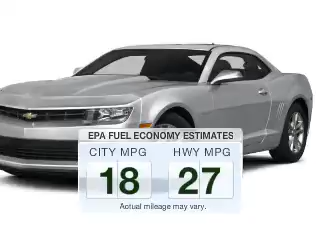 EPA FUEL ECONOMY ESTIMATES
CITY MPG HWY MPG
18 27
Actual mileage may vary.